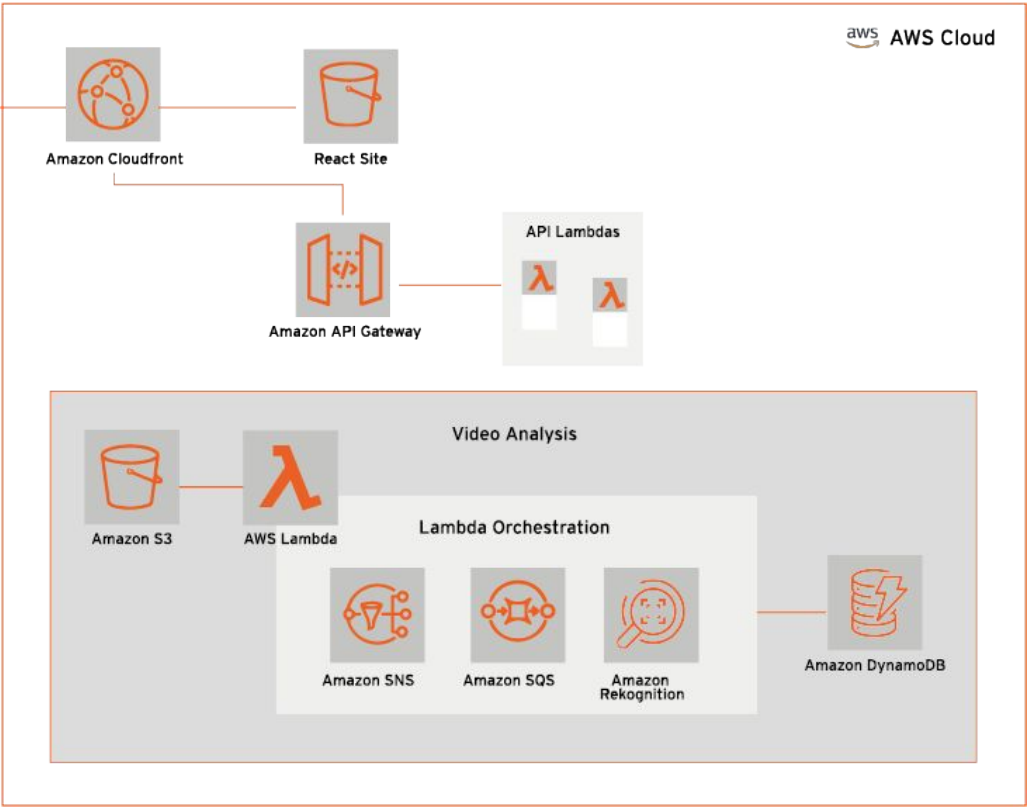 aws AWS Cloud
Amazon Cloudfront
React Site
API Lambdas
</>
λ
λ
Amazon API Gateway
Video Analysis
λ
Amazon S3
AWS Lambda
Lambda Orchestration
Amazon SNS
Amazon SQS
Amazon
Rekognition
Amazon DynamoDB